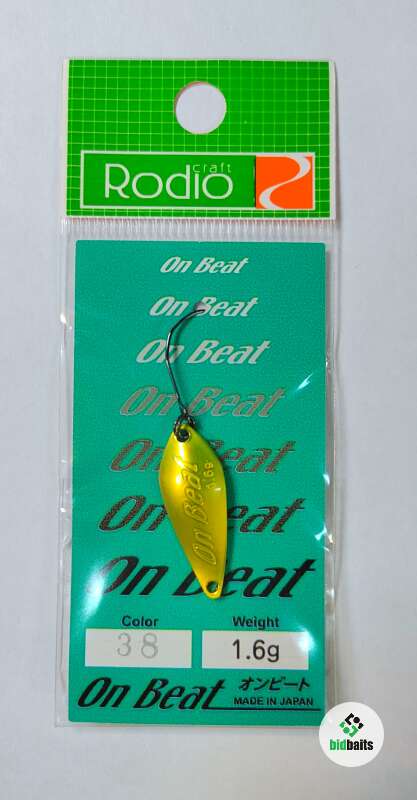 craft
Rodio
On Beat
On Beat
On Beat
On Beat
On Beat
On Beat
On Beat
On Beat
1.6g
Color
Weight
38
1.6g
On Beat
オンビート
MADE IN JAPAN
bidbaits